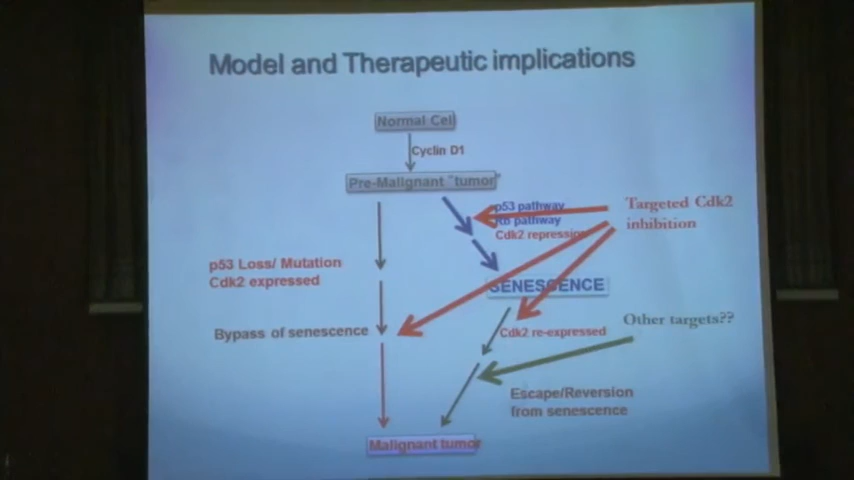 Model and Therapeutic implications
Normal Cell
Cyclin D1
Pre-Malignant "tumor"
p53 pathway
Rb pathway
Cdk2 repression
Targeted Cdk2
inhibition
p53 Loss/ Mutation
Cdk2 expressed
SENESCENCE
Bypass of senescence
Cdk2 re-expressed
Other targets??
Escape/Reversion
from senescence
Malignant tumor